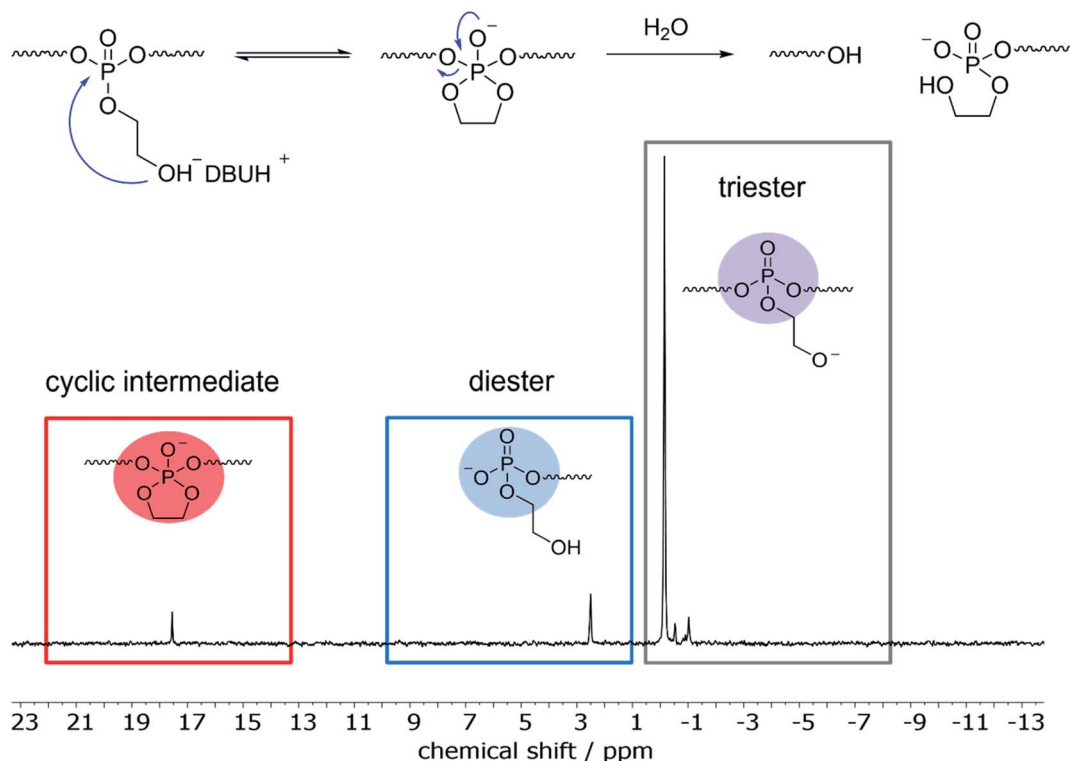 O
O O
P
O
OH⁻ DBUH⁺
O⁻
O O
P
O O
H₂O
OH
⁻O O
P
HO O
triester
O
P
O O
O
O⁻
cyclic intermediate
O⁻
O O
P
O O
diester
O
P
⁻O O
O
OH
23 21 19 17 15 13 11 9 7 5 3 1 -1 -3 -5 -7 -9 -11 -13
chemical shift / ppm